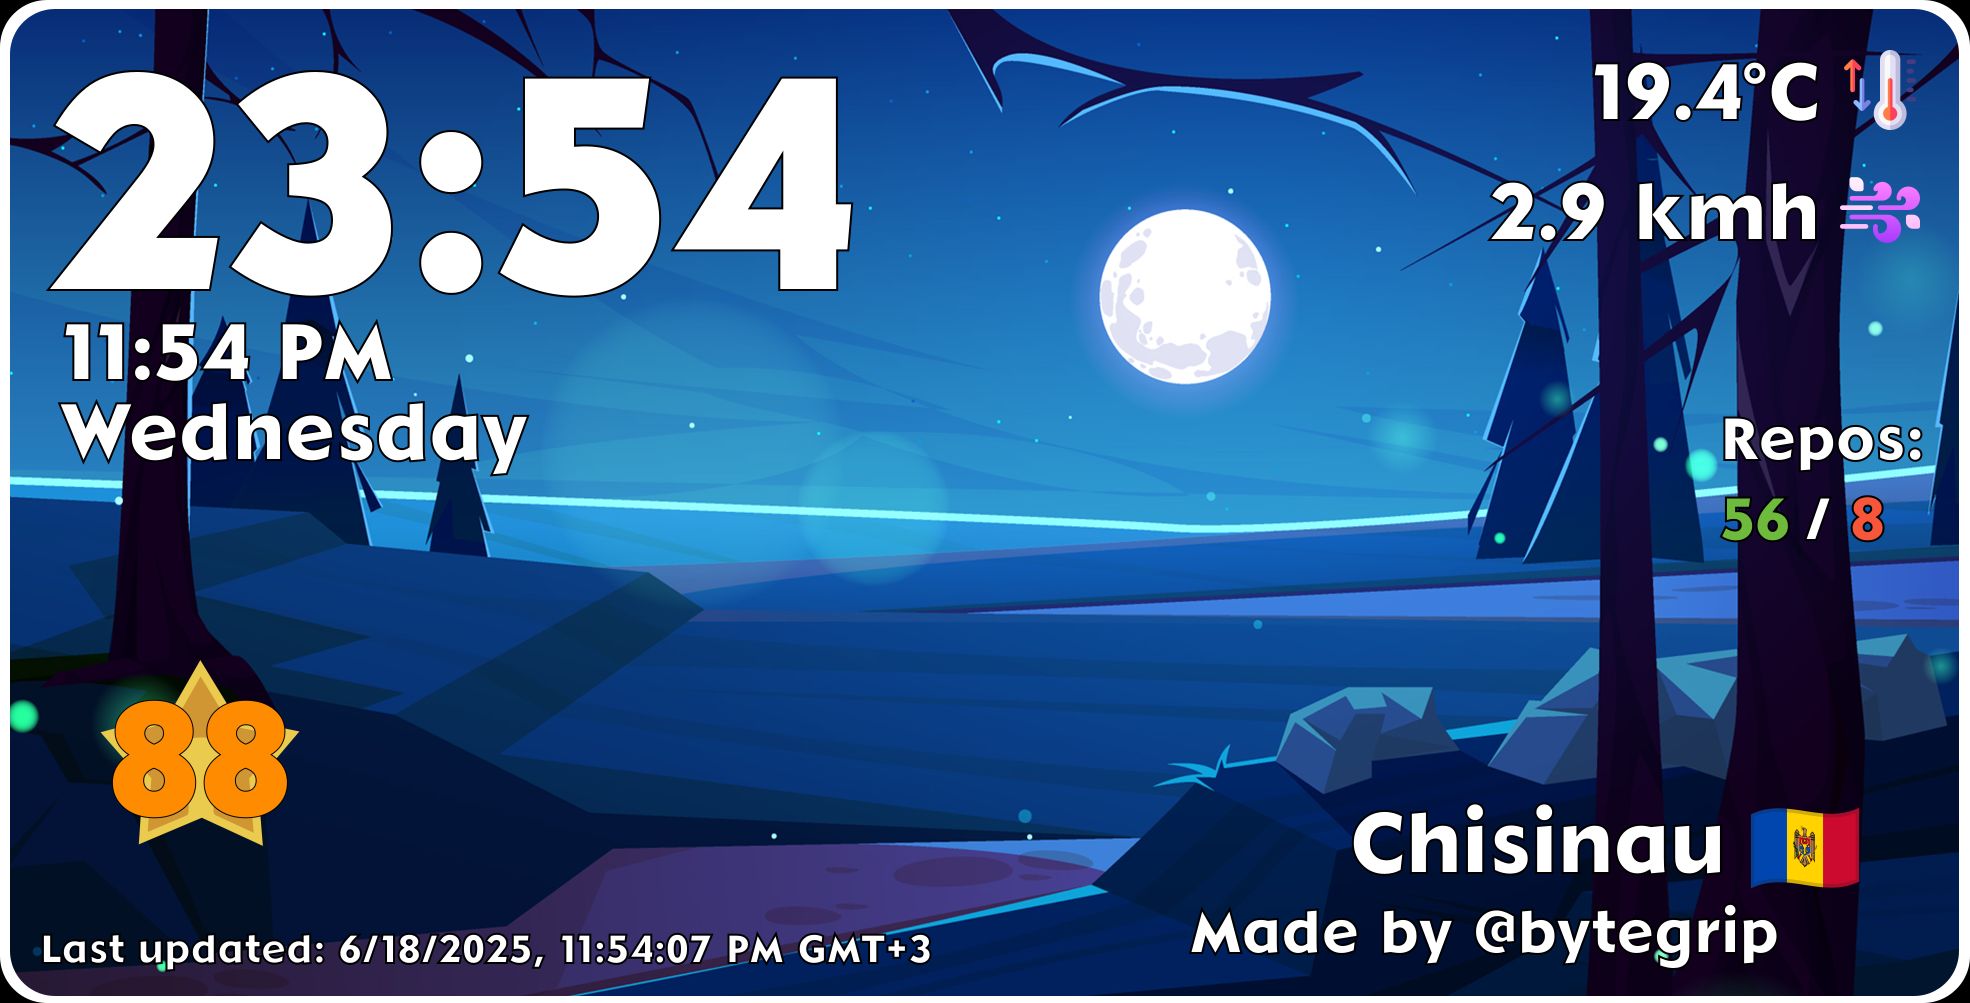 23:54
11:54 PM
Wednesday
19.4°C
2.9 kmh
Repos:
56 / 8
88
Chisinau
Made by @bytegrip
Last updated: 6/18/2025, 11:54:07 PM GMT+3